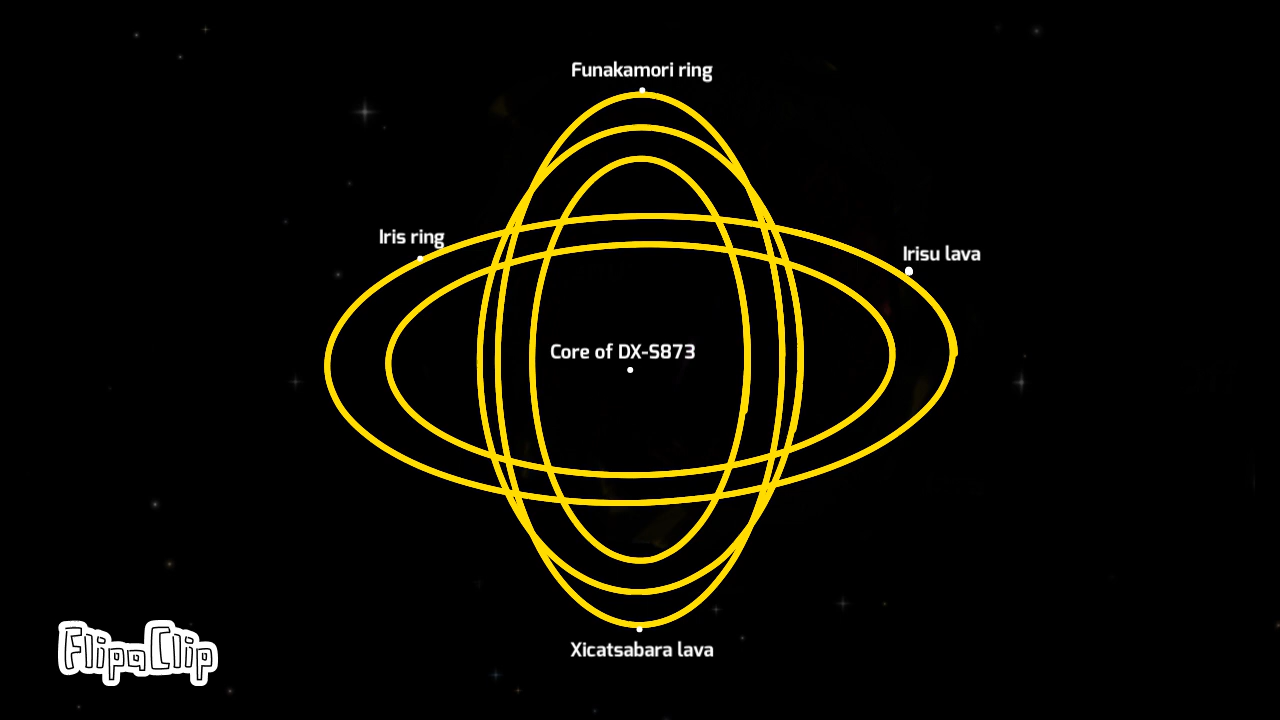 Funakamori ring
Iris ring
Irisu lava
Core of DX-S873
Xicatsabara lava
FlipaClip